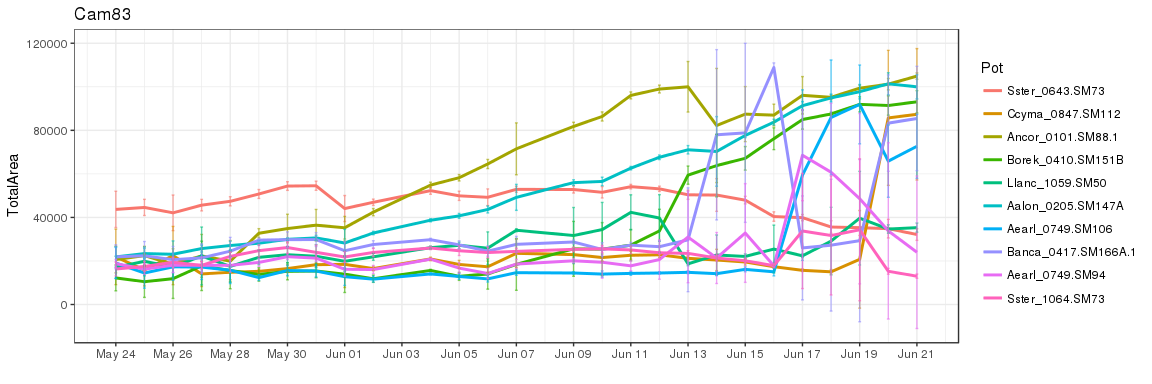 Cam83
TotalArea
120000
80000
40000
0
May 24 May 26 May 28 May 30 Jun 01 Jun 03 Jun 05 Jun 07 Jun 09 Jun 11 Jun 13 Jun 15 Jun 17 Jun 19 Jun 21
Pot
Sster_0643.SM73
Ccyma_0847.SM112
Ancor_0101.SM88.1
Borek_0410.SM151B
Llanc_1059.SM50
Aalon_0205.SM147A
Aearl_0749.SM106
Banca_0417.SM166A.1
Aearl_0749.SM94
Sster_1064.SM73